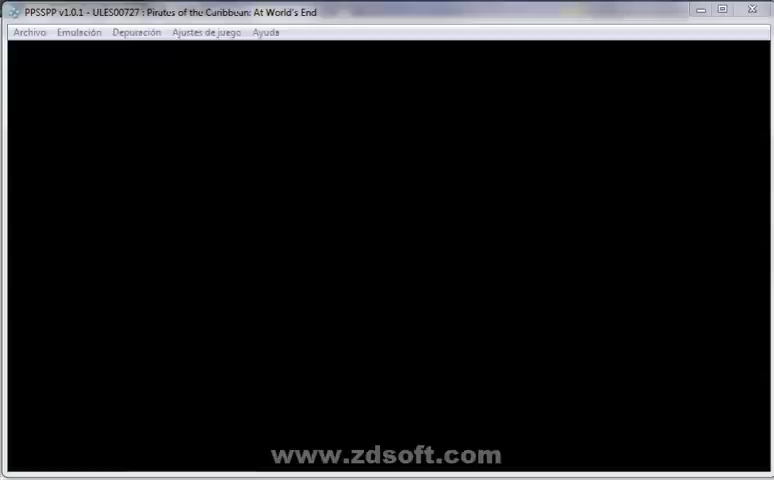 PPSSPP v1.0.1 - ULES00727 : Pirates of the Caribbean: At World's End
Archivo Emulación Depuración Ajustes de juego Ayuda
www.zdsoft.com